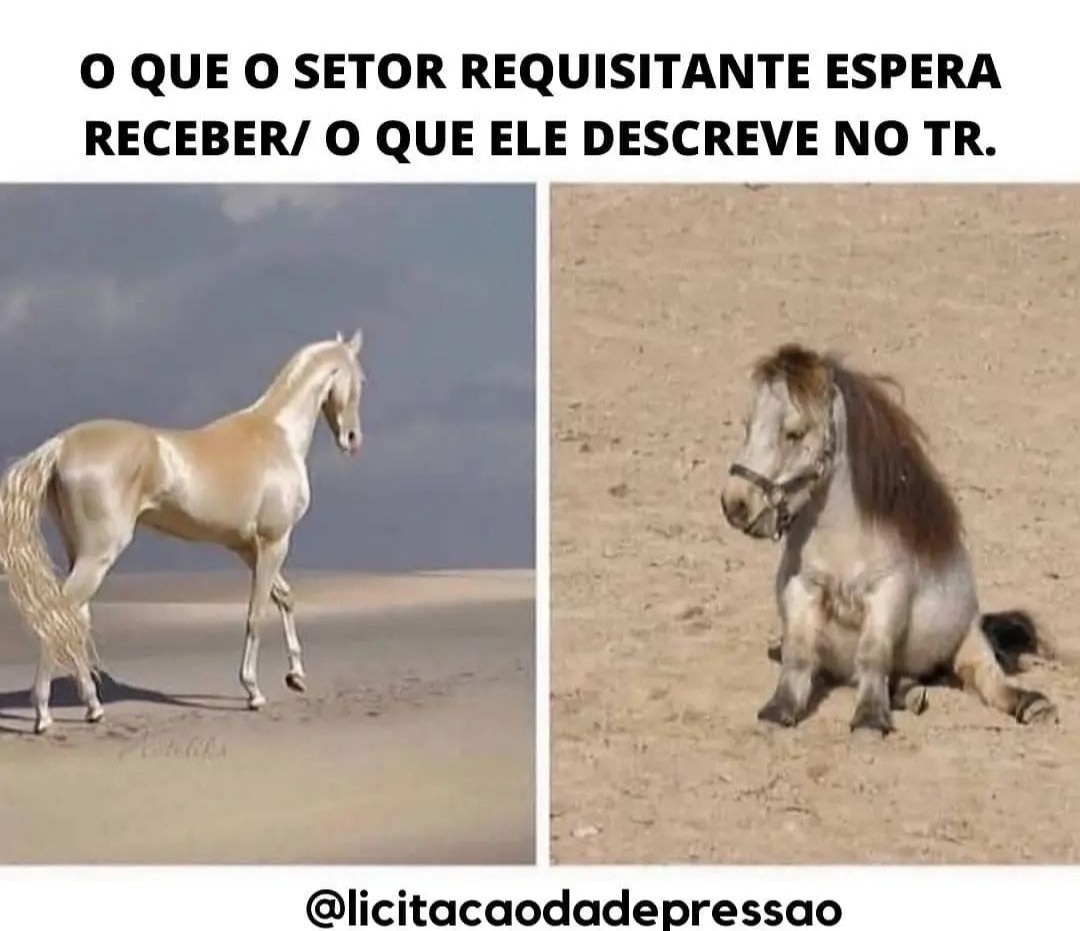 O QUE O SETOR REQUISITANTE ESPERA
RECEBER/ O QUE ELE DESCREVE NO TR.
@licitacaodadepressao